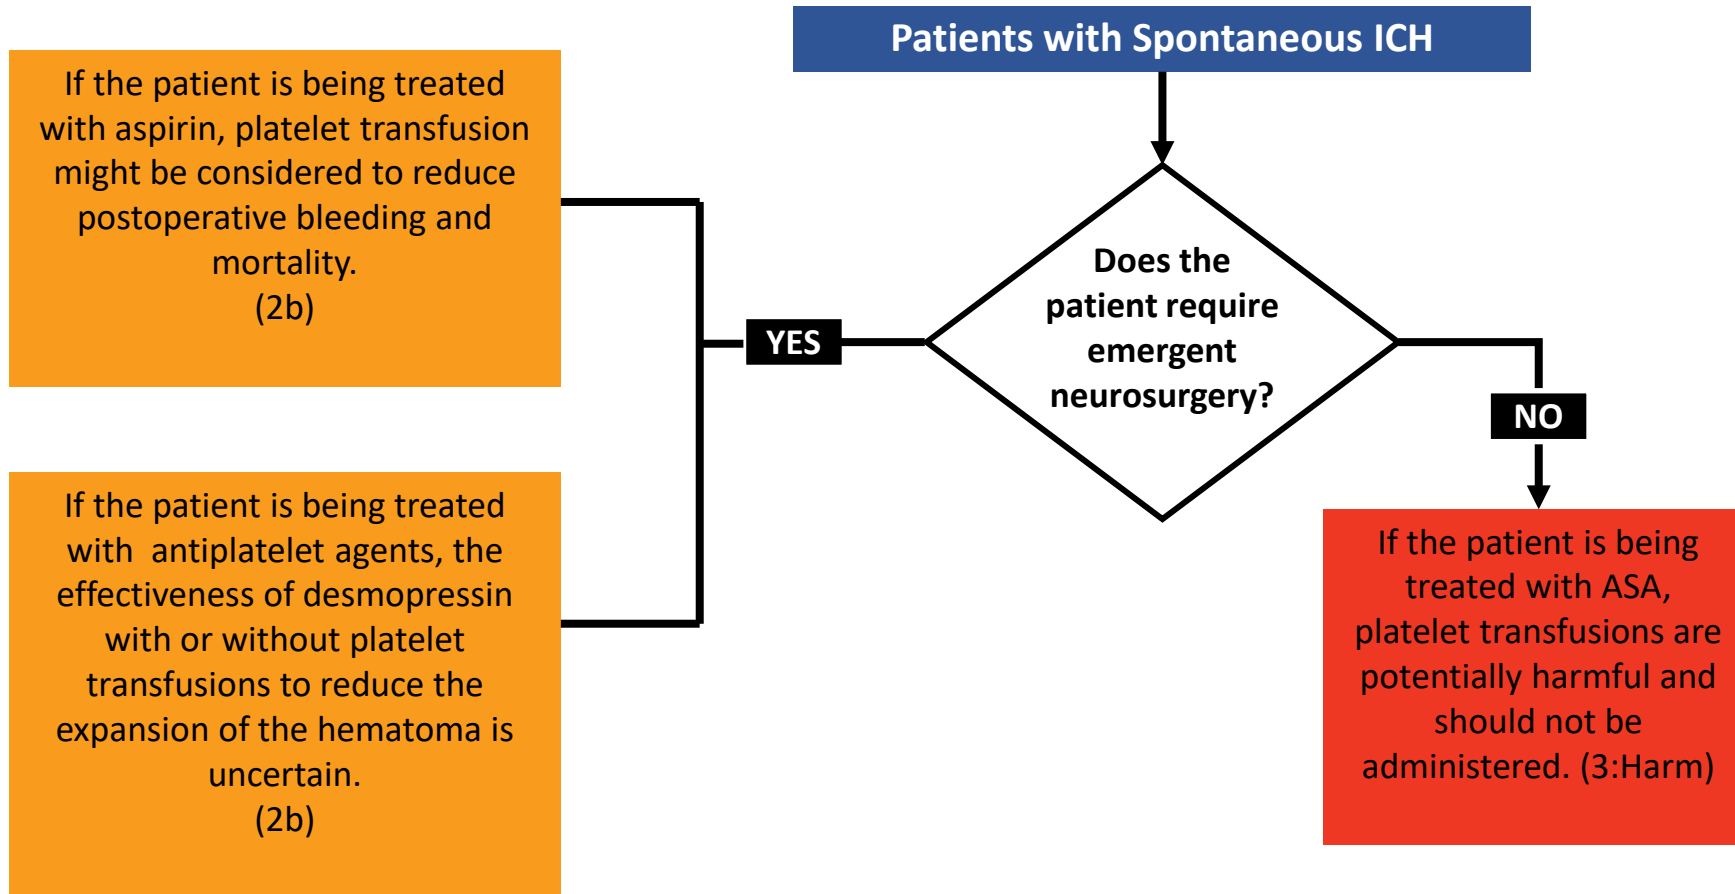 Patients with Spontaneous ICH
Does the
patient require
emergent
neurosurgery?
YES
If the patient is being treated
with aspirin, platelet transfusion
might be considered to reduce
postoperative bleeding and
mortality.
(2b)
If the patient is being treated
with  antiplatelet agents, the
effectiveness of desmopressin
with or without platelet
transfusions to reduce the
expansion of the hematoma is
uncertain.
(2b)
NO
If the patient is being
treated with ASA,
platelet transfusions are
potentially harmful and
should not be
administered. (3:Harm)